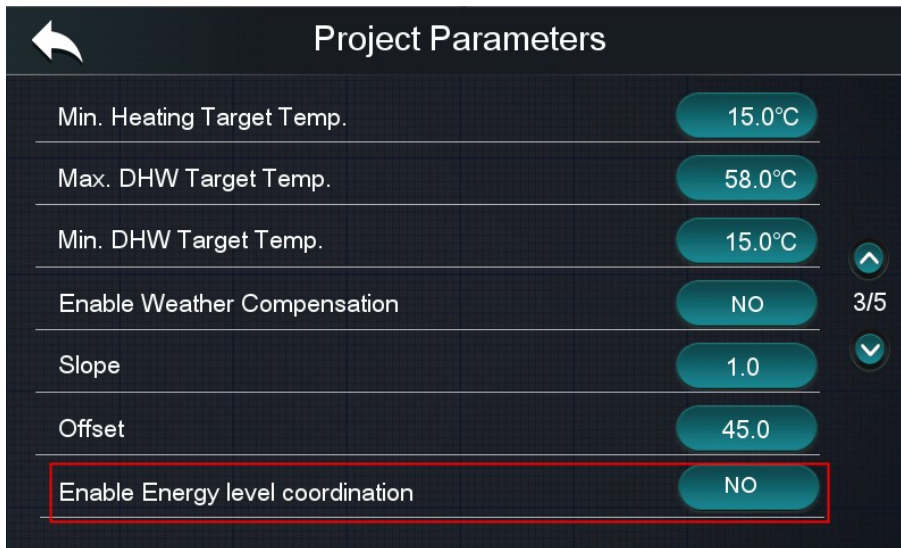 Project Parameters
Min. Heating Target Temp. 15.0℃
Max. DHW Target Temp. 58.0℃
Min. DHW Target Temp. 15.0℃
Enable Weather Compensation NO
3/5
Slope 1.0
Offset 45.0
Enable Energy level coordination NO